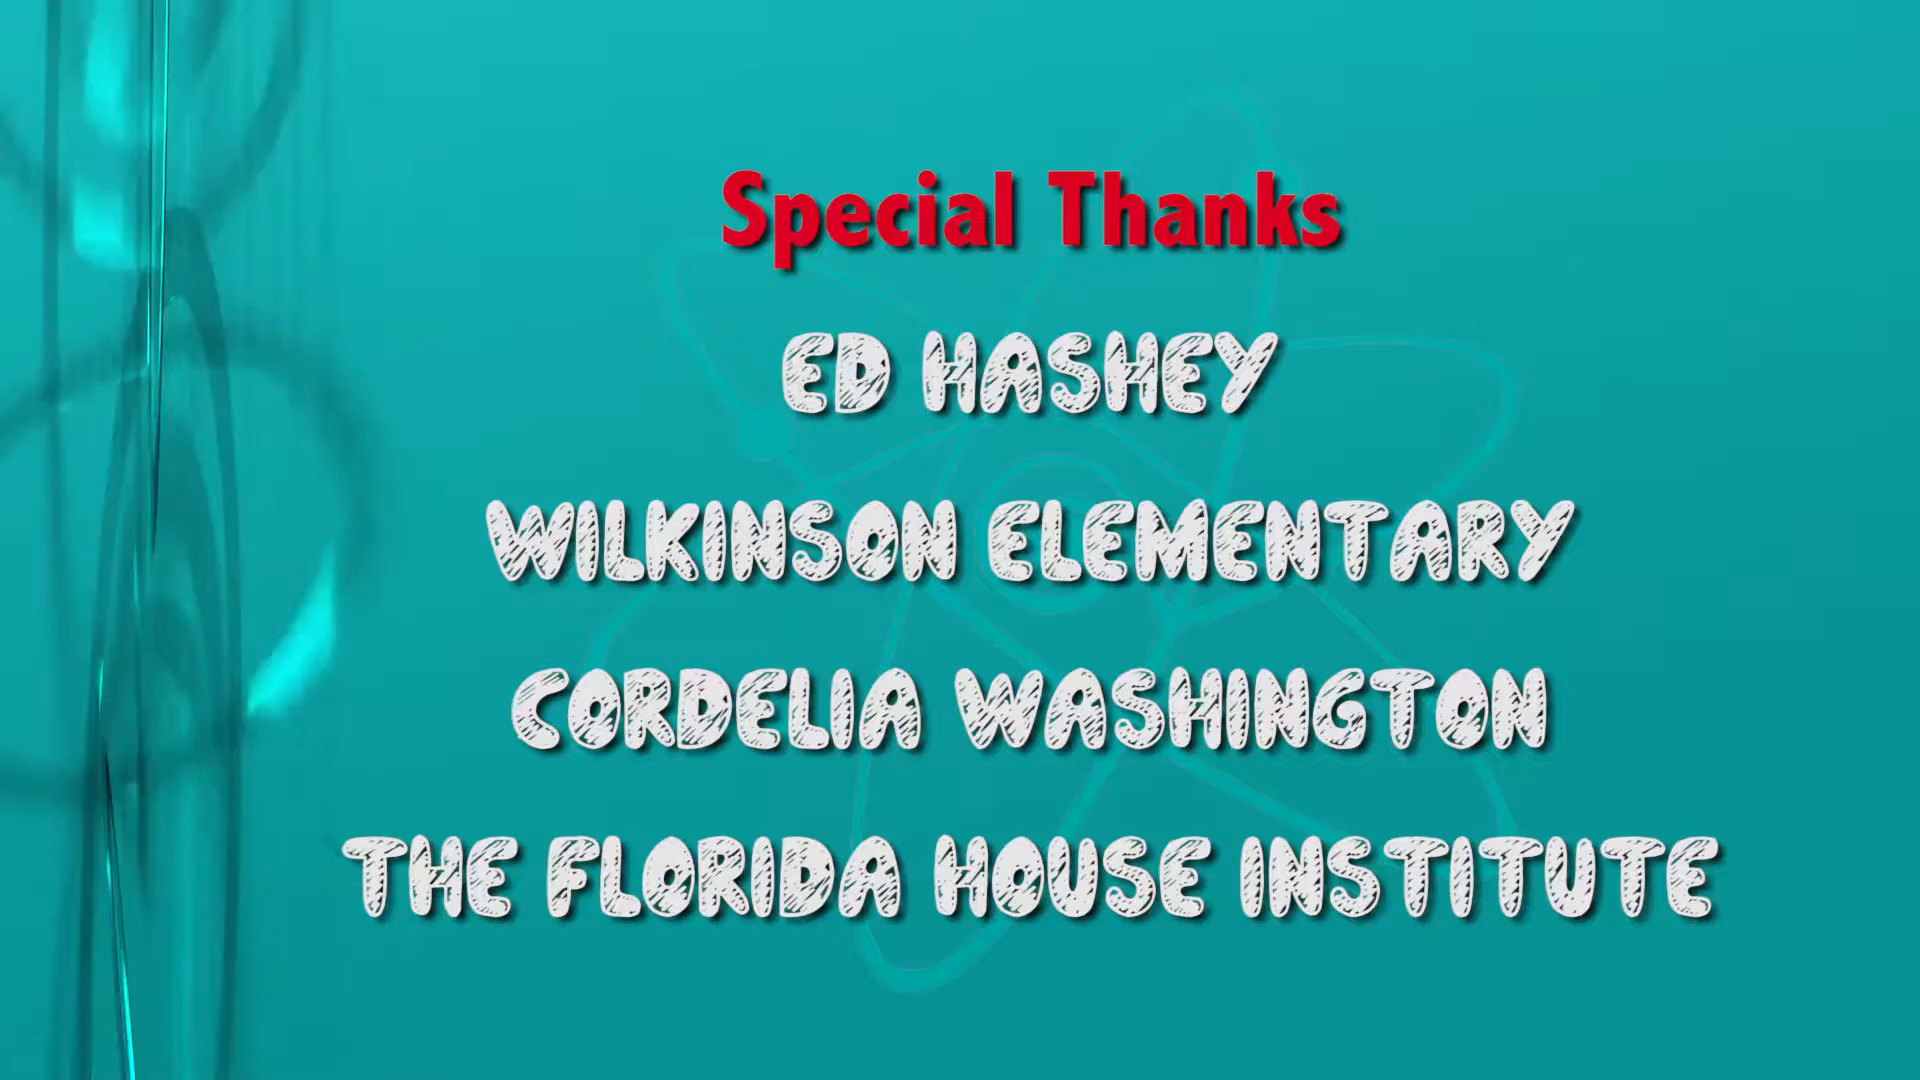 Special Thanks
ED HASHEY
WILKINSON ELEMENTARY
CORDELIA WASHINGTON
THE FLORIDA HOUSE INSTITUTE